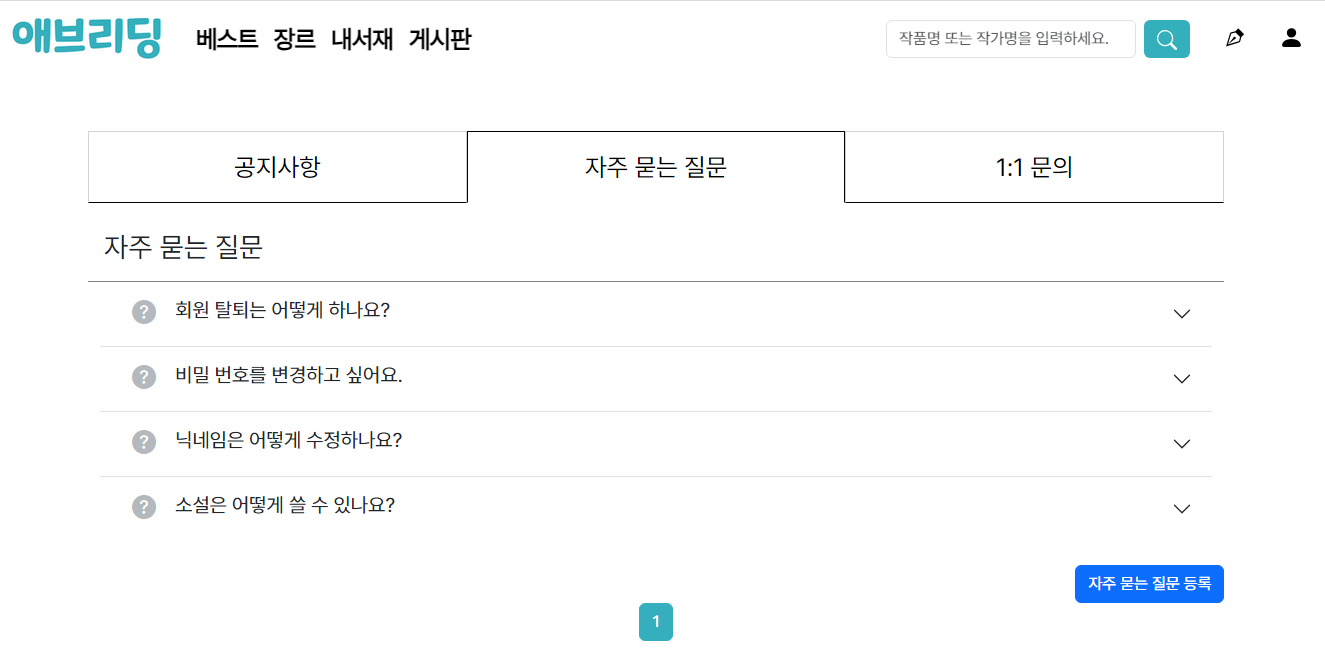 애브리딩 베스트 장르 내서재 게시판 작품명 또는 작가명을 입력하세요.
공지사항 자주 묻는 질문 1:1 문의
자주 묻는 질문
? 회원 탈퇴는 어떻게 하나요?
? 비밀 번호를 변경하고 싶어요.
? 닉네임은 어떻게 수정하나요?
? 소설은 어떻게 쓸 수 있나요?
자주 묻는 질문 등록
1